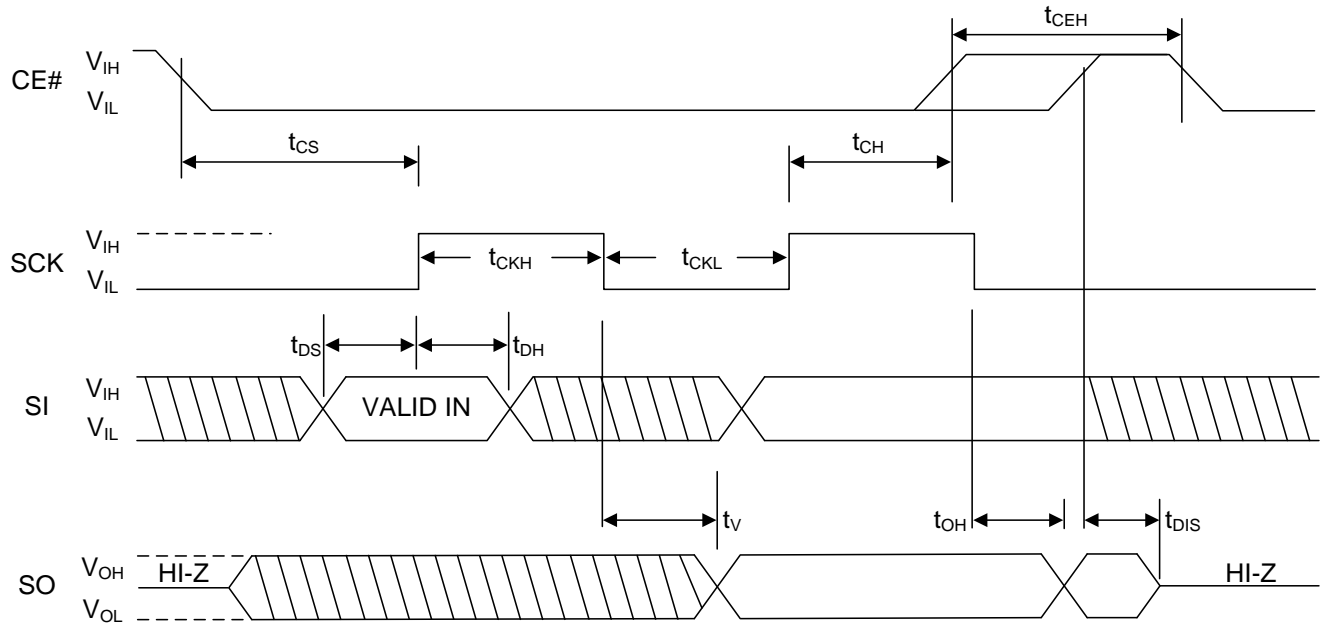 tCEH
CE#
VIH
VIL
tCS
tCH
SCK
VIH
VIL
tCKH
tCKL
tDS
tDH
SI
VIH
VIL
VALID IN
tV
tOH
tDIS
SO
VOH
VOL
HI-Z
HI-Z